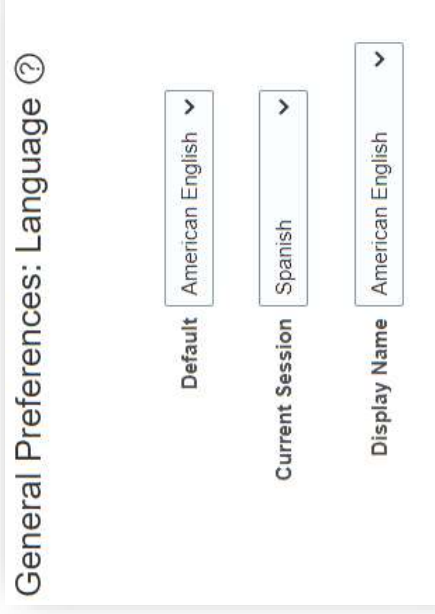 General Preferences: Language ?
Default American English
Current Session Spanish
Display Name American English